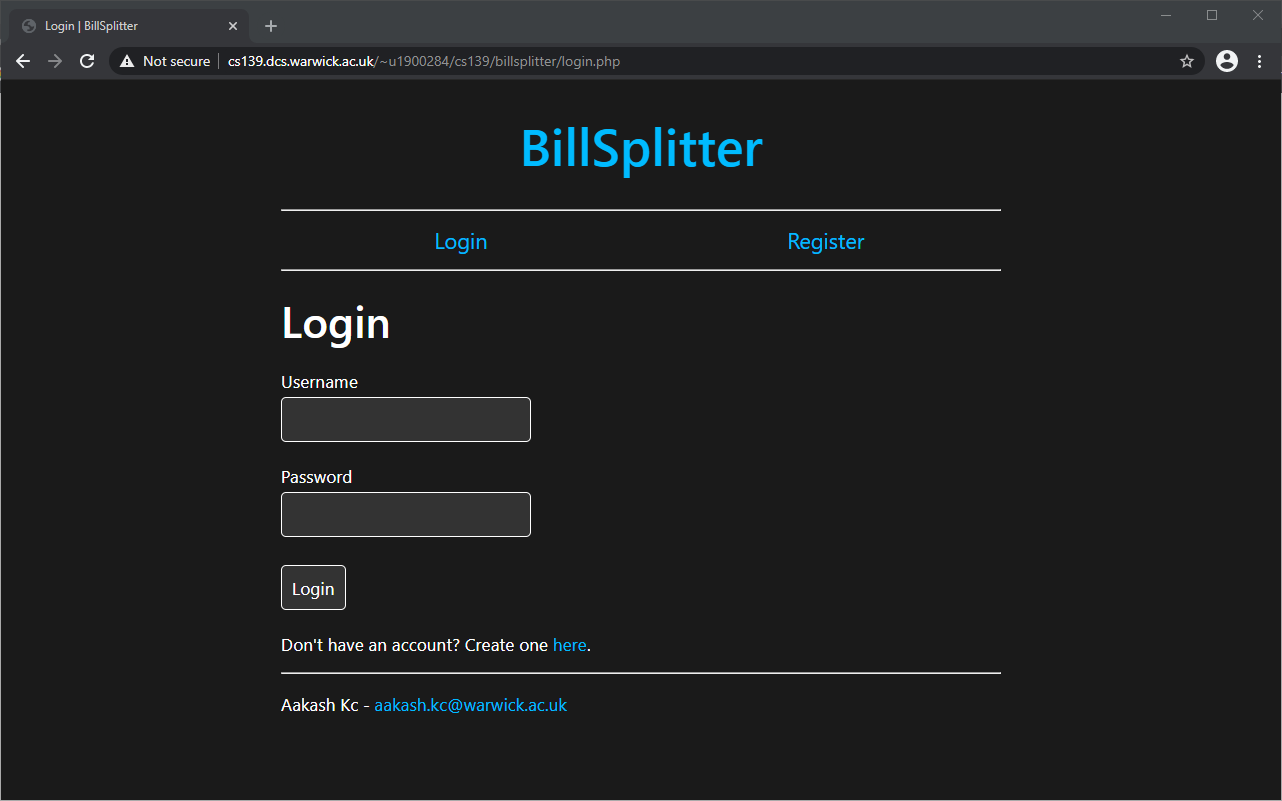 Login | BillSplitter
Not secure | cs139.dcs.warwick.ac.uk/~u1900284/cs139/billsplitter/login.php
BillSplitter
Login Register
Login
Username
Password
Login
Don't have an account? Create one here.
Aakash Kc - aakash.kc@warwick.ac.uk